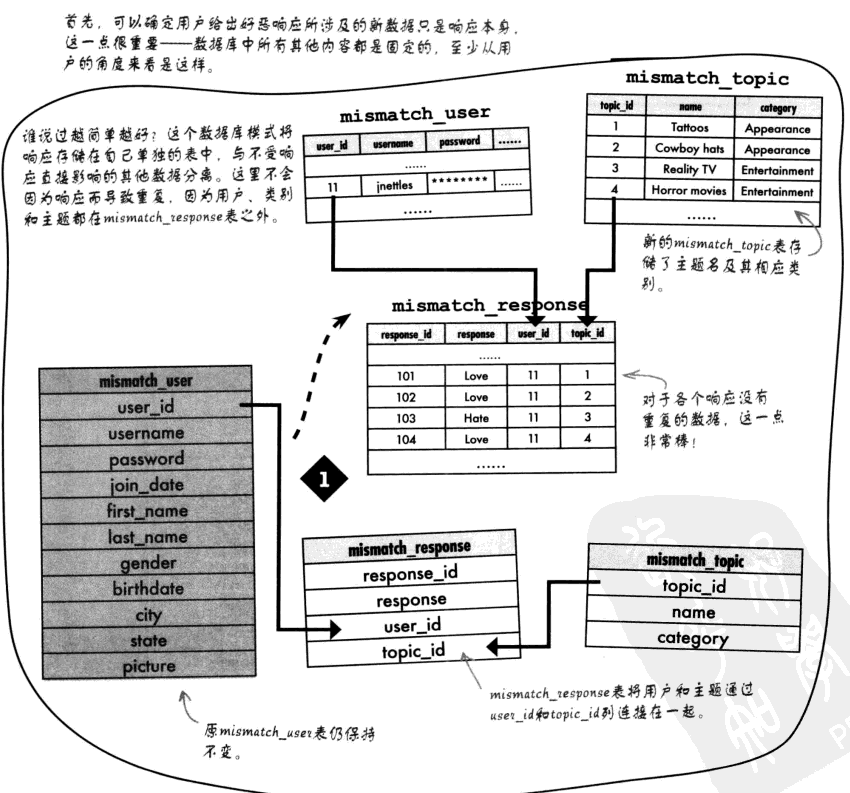 首先，可以确定用户给出好恶响应所涉及的新数据只是响应本身，
这一点很重要——数据库中所有其他内容都是固定的，至少从用
户的角度来看是这样。
谁说过越简单越好？这个数据库模式将
响应存储在自己单独的表中，与不受响
应直接影响的其他数据分离。这里不会
因为响应而导致重复，因为用户、类别
和主题都在mismatch_response表之外。
mismatch_user
user_id username password ......
......
11 jnettles ******** ......
......
mismatch_topic
topic_id name category
1 Tattoos Appearance
2 Cowboy hats Appearance
3 Reality TV Entertainment
4 Horror movies Entertainment
......
新的mismatch_topic表存
储了主题名及其相应类
别。
mismatch_response
response_id response user_id topic_id
......
101 Love 11 1
102 Love 11 2
103 Hate 11 3
104 Love 11 4
......
对于各个响应没有
重复的数据，这一点
非常棒！
1
mismatch_user
user_id
username
password
join_date
first_name
last_name
gender
birthdate
city
state
picture
mismatch_response
response_id
response
user_id
topic_id
mismatch_topic
topic_id
name
category
mismatch_response表将用户和主题通过
user_id和topic_id列连接在一起。
原mismatch_user表仍保持
不变。